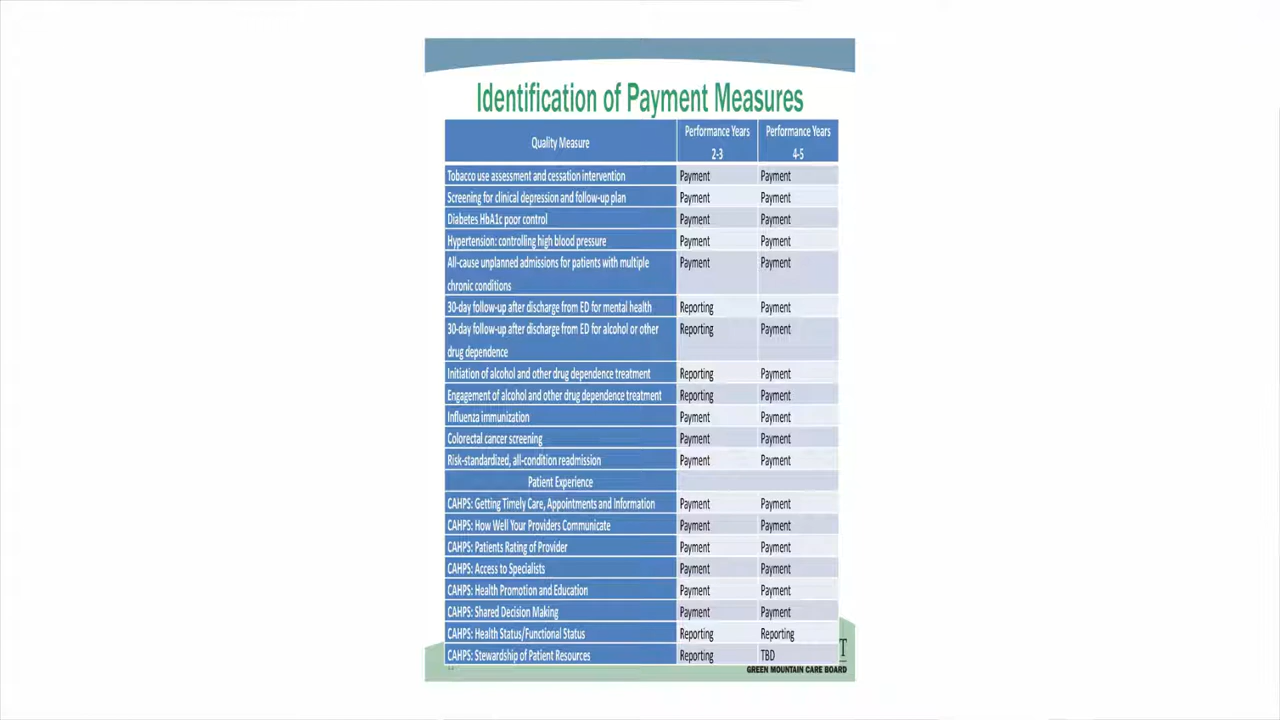 Identification of Payment Measures
Quality Measure Performance Years 2-3 Performance Years 4-5
Tobacco use assessment and cessation intervention Payment Payment
Screening for clinical depression and follow-up plan Payment Payment
Diabetes HbA1c poor control Payment Payment
Hypertension: controlling high blood pressure Payment Payment
All-cause unplanned admissions for patients with multiple Payment Payment
chronic conditions
30-day follow-up after discharge from ED for mental health Reporting Payment
30-day follow-up after discharge from ED for alcohol or other Reporting Payment
drug dependence
Initiation of alcohol and other drug dependence treatment Reporting Payment
Engagement of alcohol and other drug dependence treatment Reporting Payment
Influenza immunization Payment Payment
Colorectal cancer screening Payment Payment
Risk-standardized, all-condition readmission Payment Payment
Patient Experience
CAHPS: Getting Timely Care, Appointments and Information Payment Payment
CAHPS: How Well Your Providers Communicate Payment Payment
CAHPS: Patients Rating of Provider Payment Payment
CAHPS: Access to Specialists Payment Payment
CAHPS: Health Promotion and Education Payment Payment
CAHPS: Shared Decision Making Payment Payment
CAHPS: Health Status/Functional Status Reporting Reporting
CAHPS: Stewardship of Patient Resources Reporting TBD
GREEN MOUNTAIN CARE BOARD